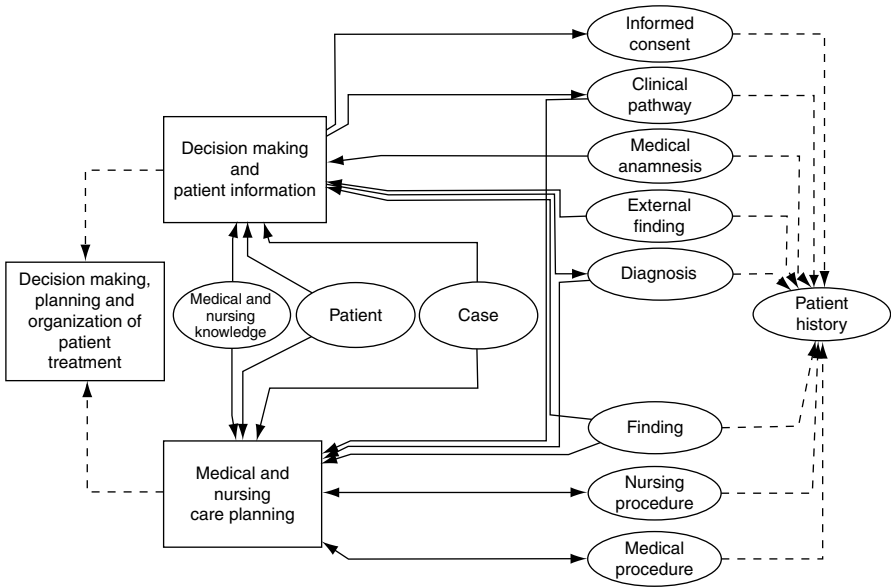 Informed
consent
Clinical
pathway
Decision making
and
patient information
Medical
anamnesis
External
finding
Diagnosis
Decision making,
planning and
organization of
patient
treatment
Medical and
nursing
knowledge
Patient
Case
Patient
history
Finding
Medical and
nursing
care planning
Nursing
procedure
Medical
procedure